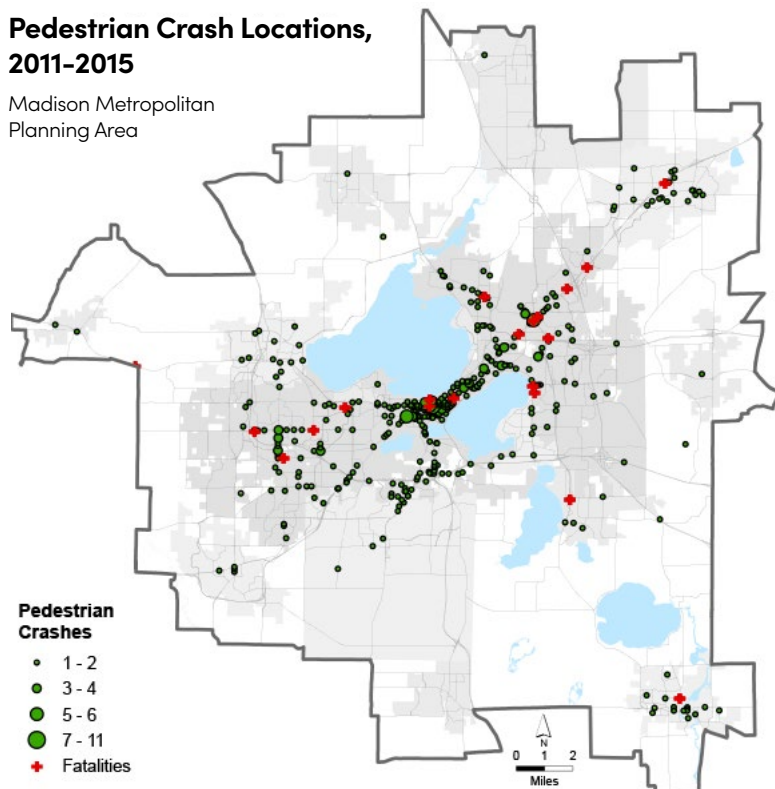 Pedestrian Crash Locations,
2011-2015
Madison Metropolitan
Planning Area
Pedestrian
Crashes
1 - 2
3 - 4
5 - 6
7 - 11
Fatalities
N
0 1 2
Miles